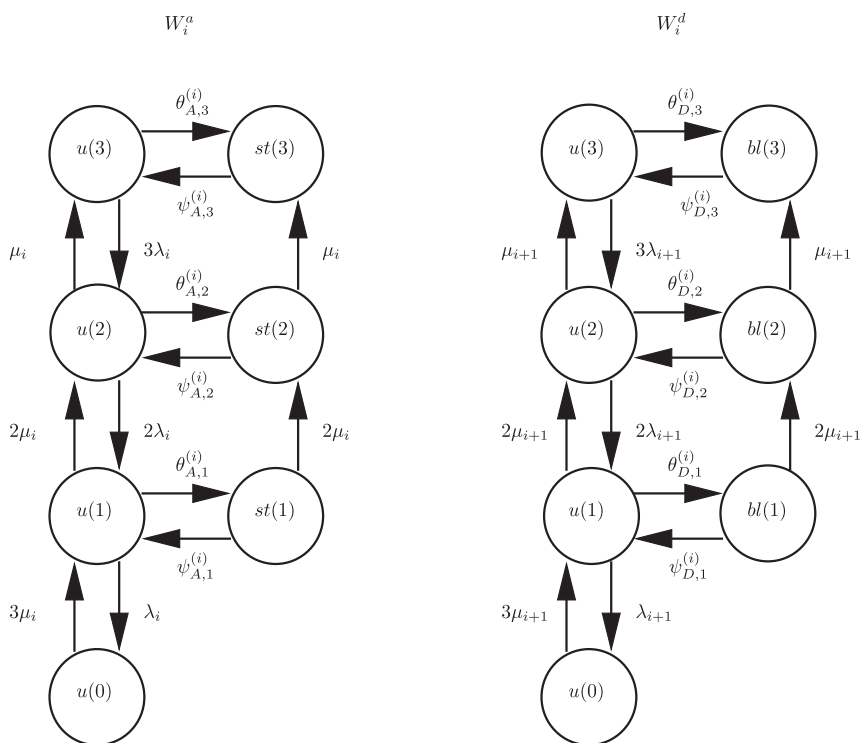 W_i^a W_i^d
θ_{A,3}^{(i)} θ_{D,3}^{(i)}
u(3) st(3) u(3) bl(3)
ψ_{A,3}^{(i)} ψ_{D,3}^{(i)}
μ_i 3λ_i μ_i μ_{i+1} 3λ_{i+1} μ_{i+1}
θ_{A,2}^{(i)} θ_{D,2}^{(i)}
u(2) st(2) u(2) bl(2)
ψ_{A,2}^{(i)} ψ_{D,2}^{(i)}
2μ_i 2λ_i 2μ_i 2μ_{i+1} 2λ_{i+1} 2μ_{i+1}
θ_{A,1}^{(i)} θ_{D,1}^{(i)}
u(1) st(1) u(1) bl(1)
ψ_{A,1}^{(i)} ψ_{D,1}^{(i)}
3μ_i λ_i 3μ_{i+1} λ_{i+1}
u(0) u(0)